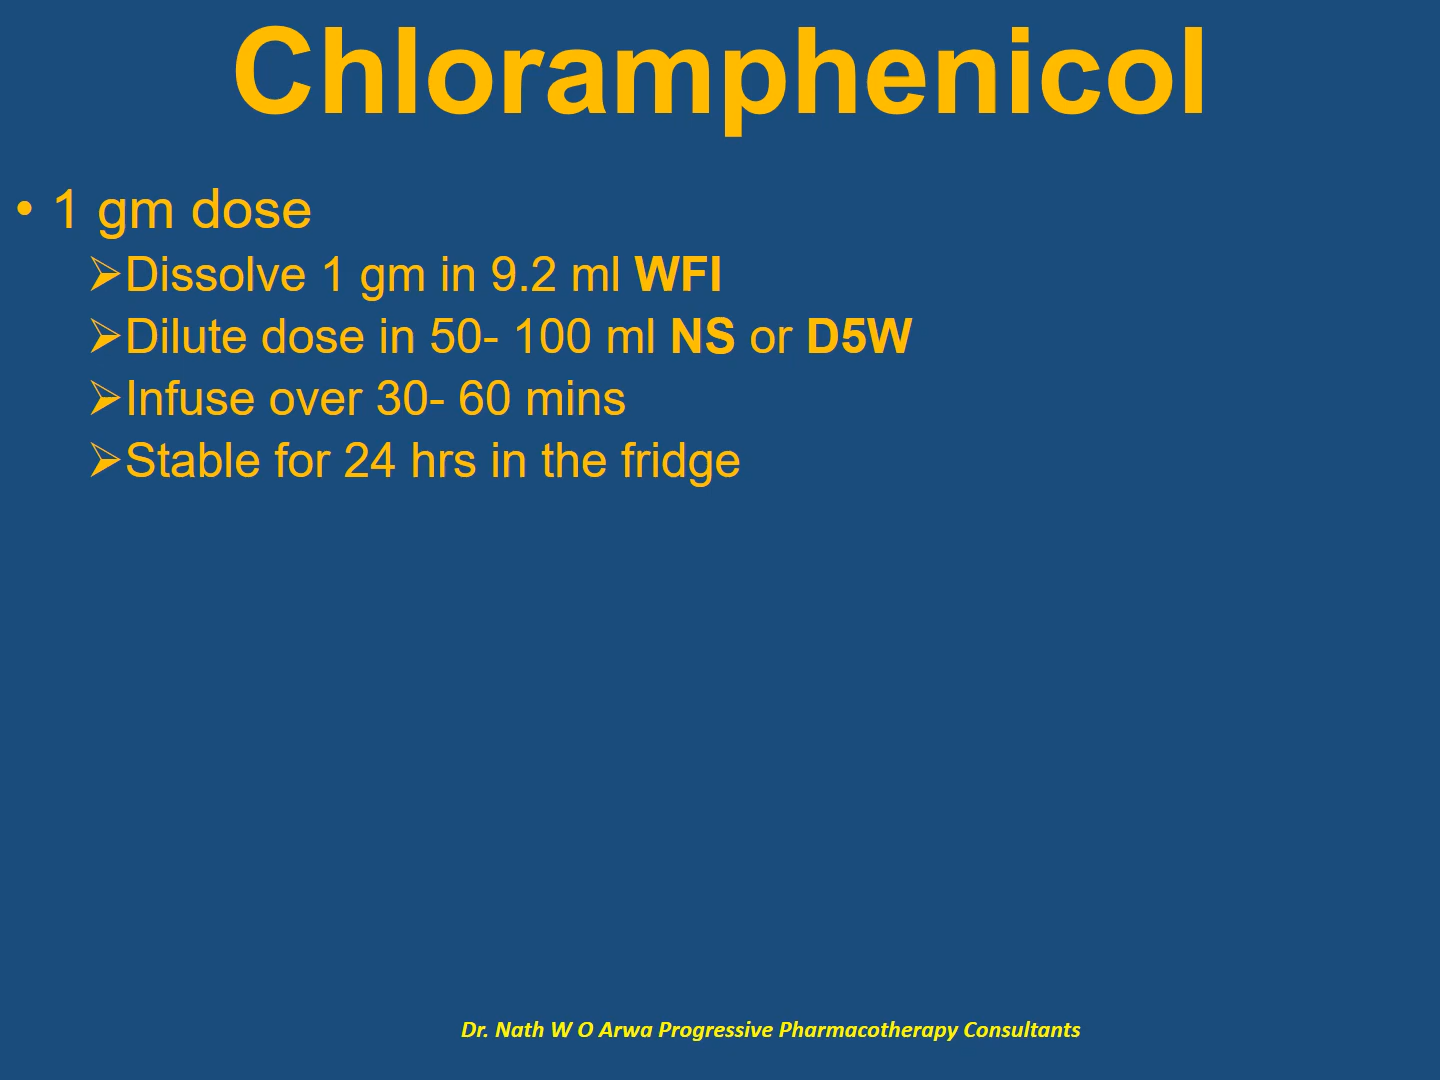 Chloramphenicol
• 1 gm dose
➢Dissolve 1 gm in 9.2 ml WFI
➢Dilute dose in 50- 100 ml NS or D5W
➢Infuse over 30- 60 mins
➢Stable for 24 hrs in the fridge
Dr. Nath W O Arwa Progressive Pharmacotherapy Consultants